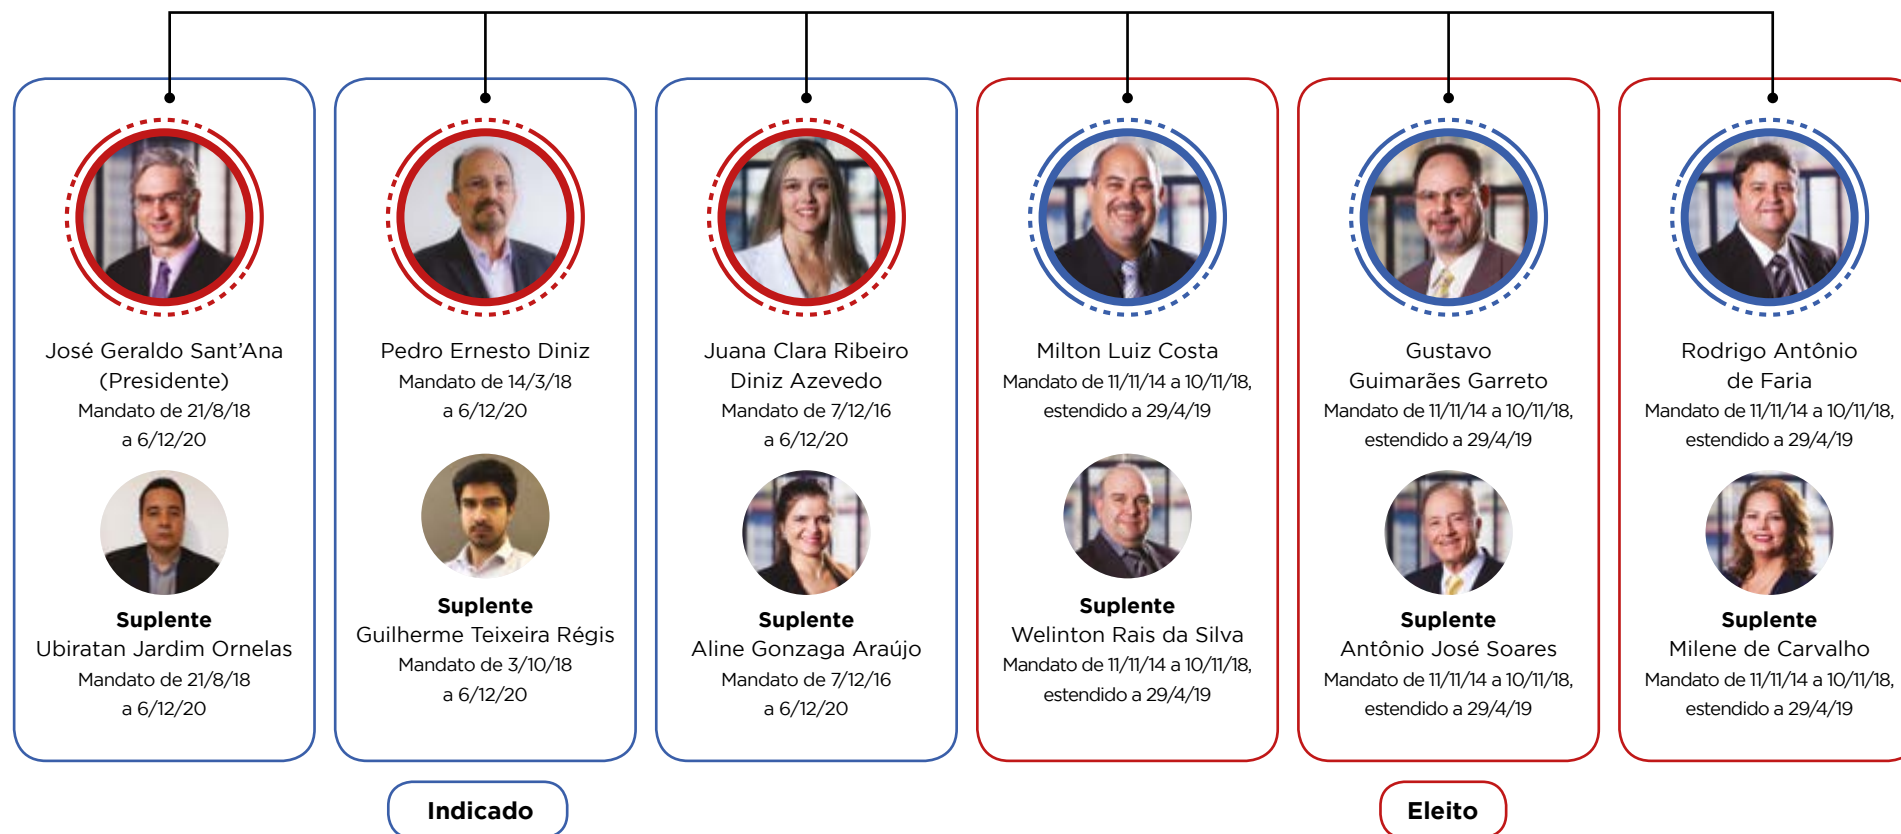 José Geraldo Sant’Ana
(Presidente)
Mandato de 21/8/18
a 6/12/20
Suplente
Ubiratan Jardim Ornelas
Mandato de 21/8/18
a 6/12/20
Pedro Ernesto Diniz
Mandato de 14/3/18
a 6/12/20
Suplente
Guilherme Teixeira Régis
Mandato de 3/10/18
a 6/12/20
Juana Clara Ribeiro
Diniz Azevedo
Mandato de 7/12/16
a 6/12/20
Suplente
Aline Gonzaga Araújo
Mandato de 7/12/16
a 6/12/20
Milton Luiz Costa
Mandato de 11/11/14 a 10/11/18,
estendido a 29/4/19
Suplente
Welinton Rais da Silva
Mandato de 11/11/14 a 10/11/18,
estendido a 29/4/19
Gustavo
Guimarães Garreto
Mandato de 11/11/14 a 10/11/18,
estendido a 29/4/19
Suplente
Antônio José Soares
Mandato de 11/11/14 a 10/11/18,
estendido a 29/4/19
Rodrigo Antônio
de Faria
Mandato de 11/11/14 a 10/11/18,
estendido a 29/4/19
Suplente
Milene de Carvalho
Mandato de 11/11/14 a 10/11/18,
estendido a 29/4/19
Indicado
Eleito